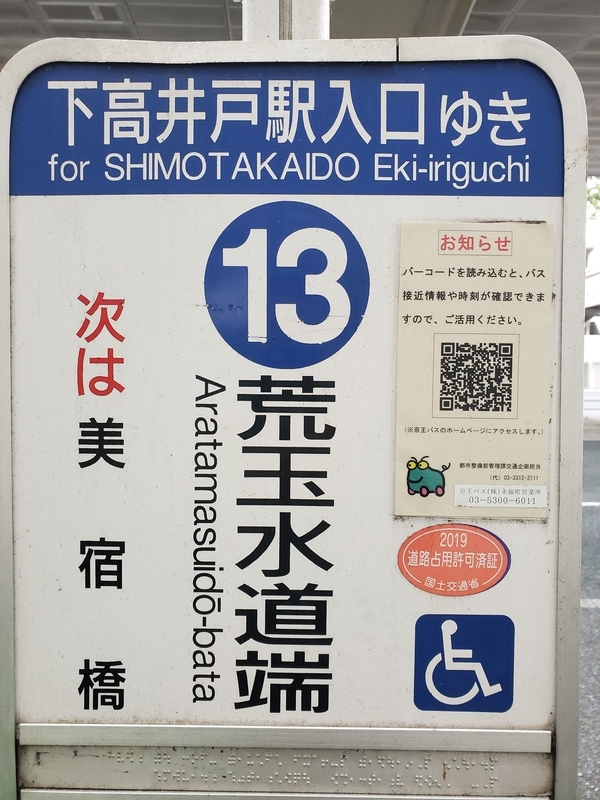 下高井戸駅入口ゆき
for SHIMOTAKAIDO Eki-iriguchi
13
荒玉水道端
Aratamasuidō-bata
次は
美宿橋
お知らせ
バーコードを読み込むと、バス
接近情報や時刻が確認できま
すので、ご活用ください。
(※京王バスのホームページにアクセスします。)
都市整備部管理課交通企画担当
(代) 03-3312-2111
京王バス(株)永福町営業所
03-5300-6011
2019
道路占用許可済証
国土交通省